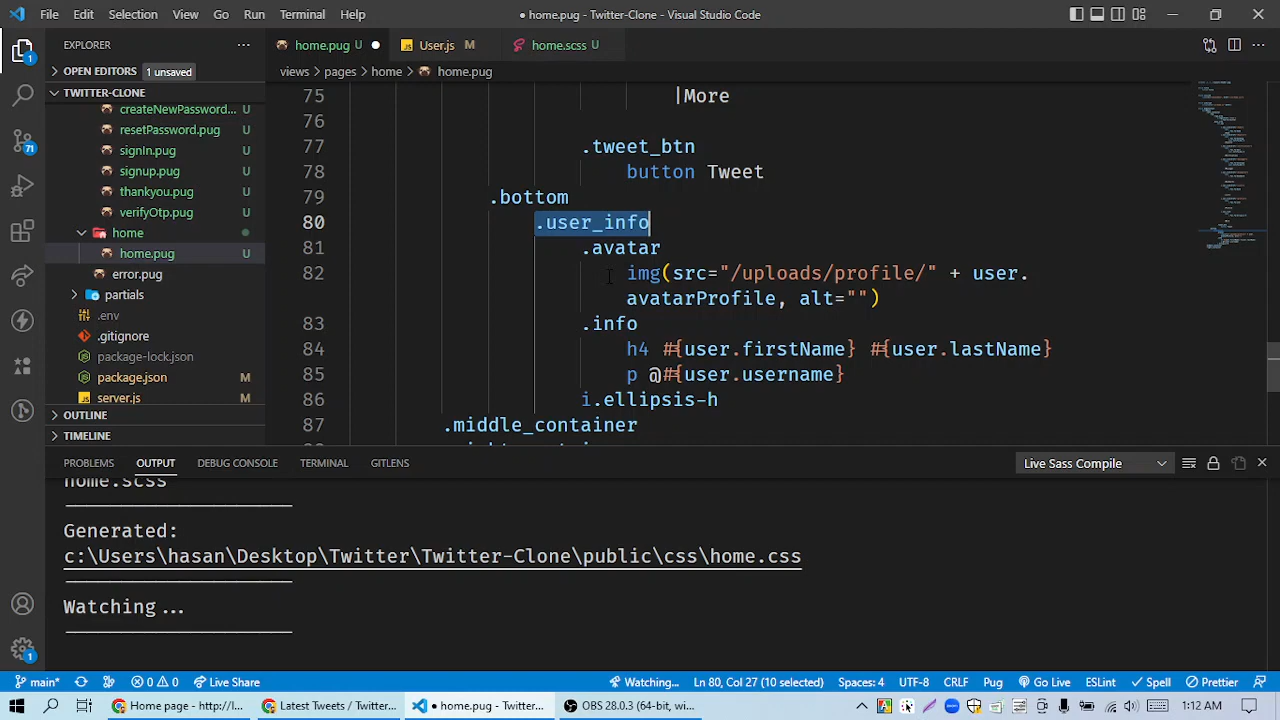 File Edit Selection View Go Run Terminal Help
● home.pug - Twitter-Clone - Visual Studio Code
EXPLORER
home.pug U
User.js M
home.scss U
OPEN EDITORS 1 unsaved
views > pages > home > home.pug
TWITTER-CLONE
createNewPassword... U
resetPassword.pug U
signIn.pug U
signup.pug U
thankyou.pug U
verifyOtp.pug U
home
home.pug U
error.pug U
partials
.env
.gitignore U
package-lock.json
package.json M
server.js M
OUTLINE
TIMELINE
75 |More
76
77 .tweet_btn
78 button Tweet
79 .bottom
80 .user_info
81 .avatar
82 img(src="/uploads/profile/" + user.
avatarProfile, alt="")
83 .info
84 h4 #{user.firstName} #{user.lastName}
85 p @#{user.username}
86 i.ellipsis-h
87 .middle_container
PROBLEMS OUTPUT DEBUG CONSOLE TERMINAL GITLENS
Live Sass Compile
home.scss
Generated:
c:\Users\hasan\Desktop\Twitter\Twitter-Clone\public\css\home.css
Watching...
main* 0 0 Live Share
Watching... Ln 80, Col 27 (10 selected) Spaces: 4 UTF-8 CRLF Pug Go Live ESLint Spell Prettier
Home page - http://l... Latest Tweets / Twitter... ● home.pug - Twitter... OBS 28.0.3 (64-bit, wi... 1:12 AM